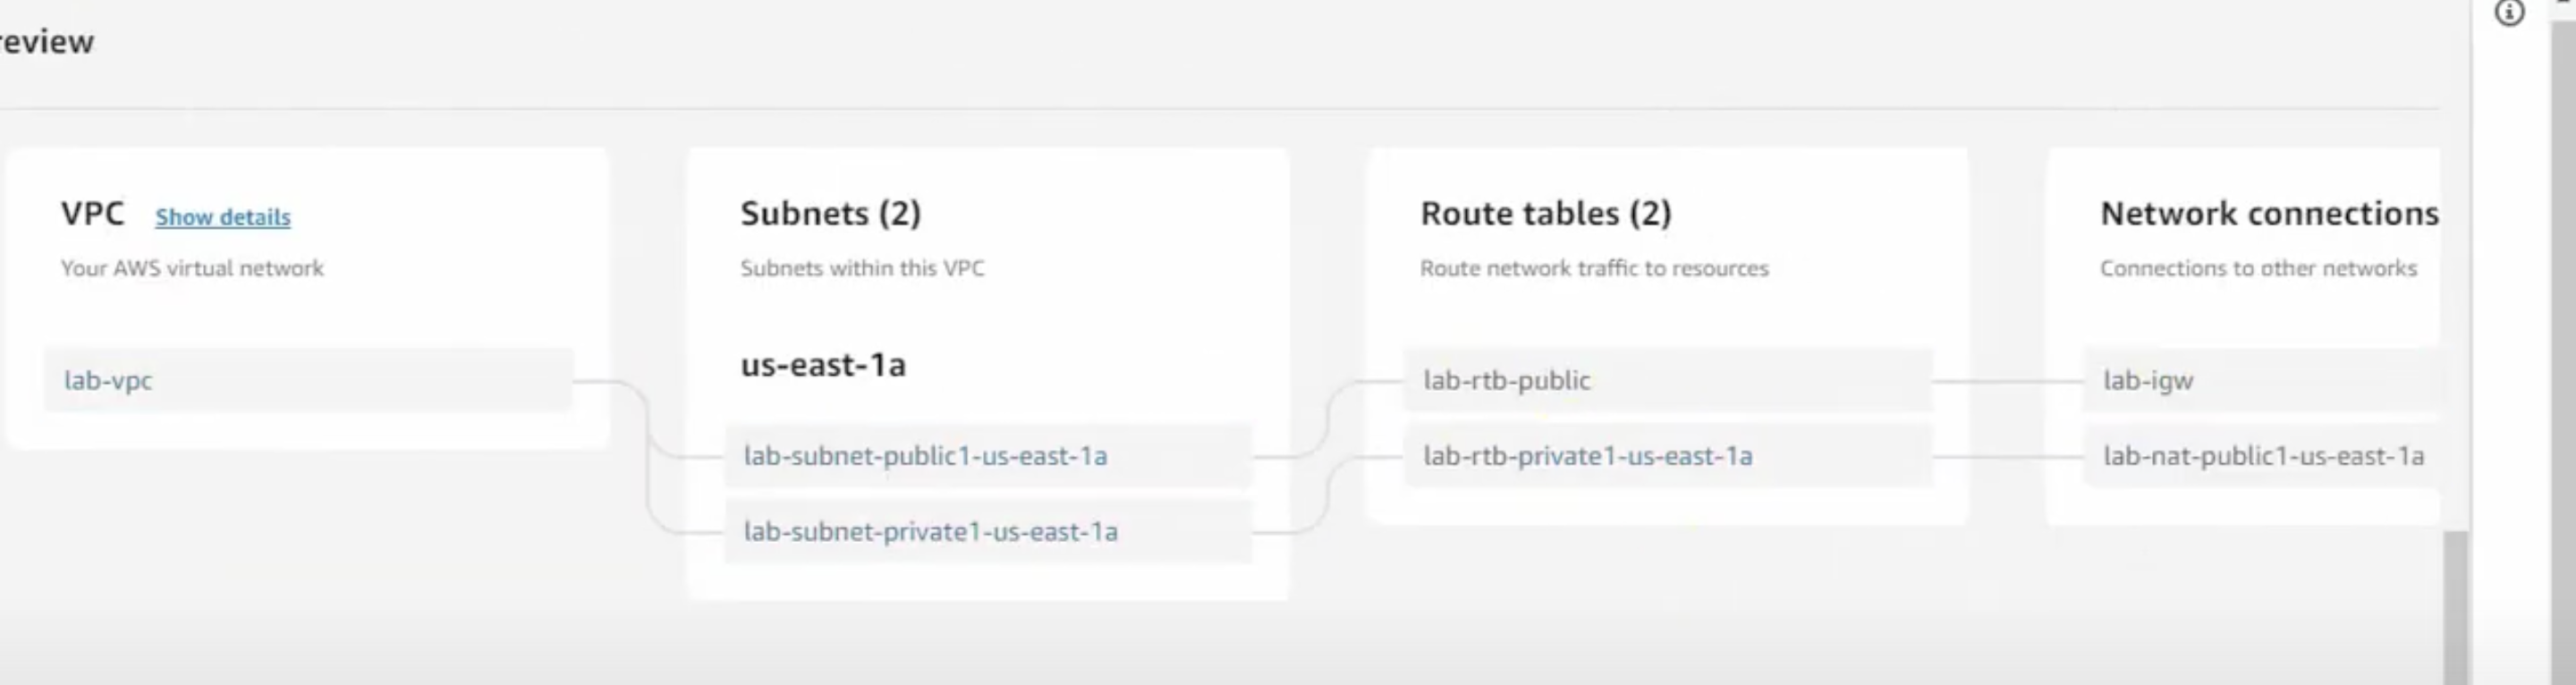 review
VPC Show details
Your AWS virtual network
lab-vpc
Subnets (2)
Subnets within this VPC
us-east-1a
lab-subnet-public1-us-east-1a
lab-subnet-private1-us-east-1a
Route tables (2)
Route network traffic to resources
lab-rtb-public
lab-rtb-private1-us-east-1a
Network connections
Connections to other networks
lab-igw
lab-nat-public1-us-east-1a